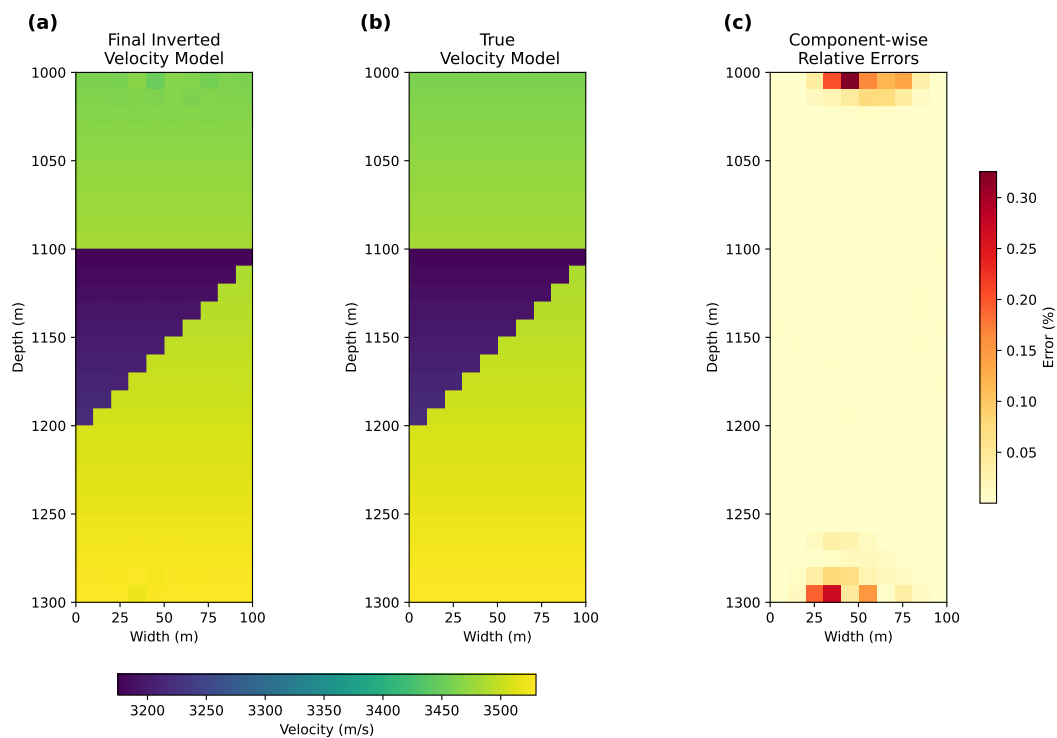 (a)
Final Inverted
Velocity Model
1000
1050
1100
1150
1200
1250
1300
Depth (m)
0 25 50 75 100
Width (m)
(b)
True
Velocity Model
1000
1050
1100
1150
1200
1250
1300
Depth (m)
0 25 50 75 100
Width (m)
(c)
Component-wise
Relative Errors
1000
1050
1100
1150
1200
1250
1300
Depth (m)
0 25 50 75 100
Width (m)
0.30
0.25
0.20
0.15
0.10
0.05
Error (%)
3200 3250 3300 3350 3400 3450 3500
Velocity (m/s)